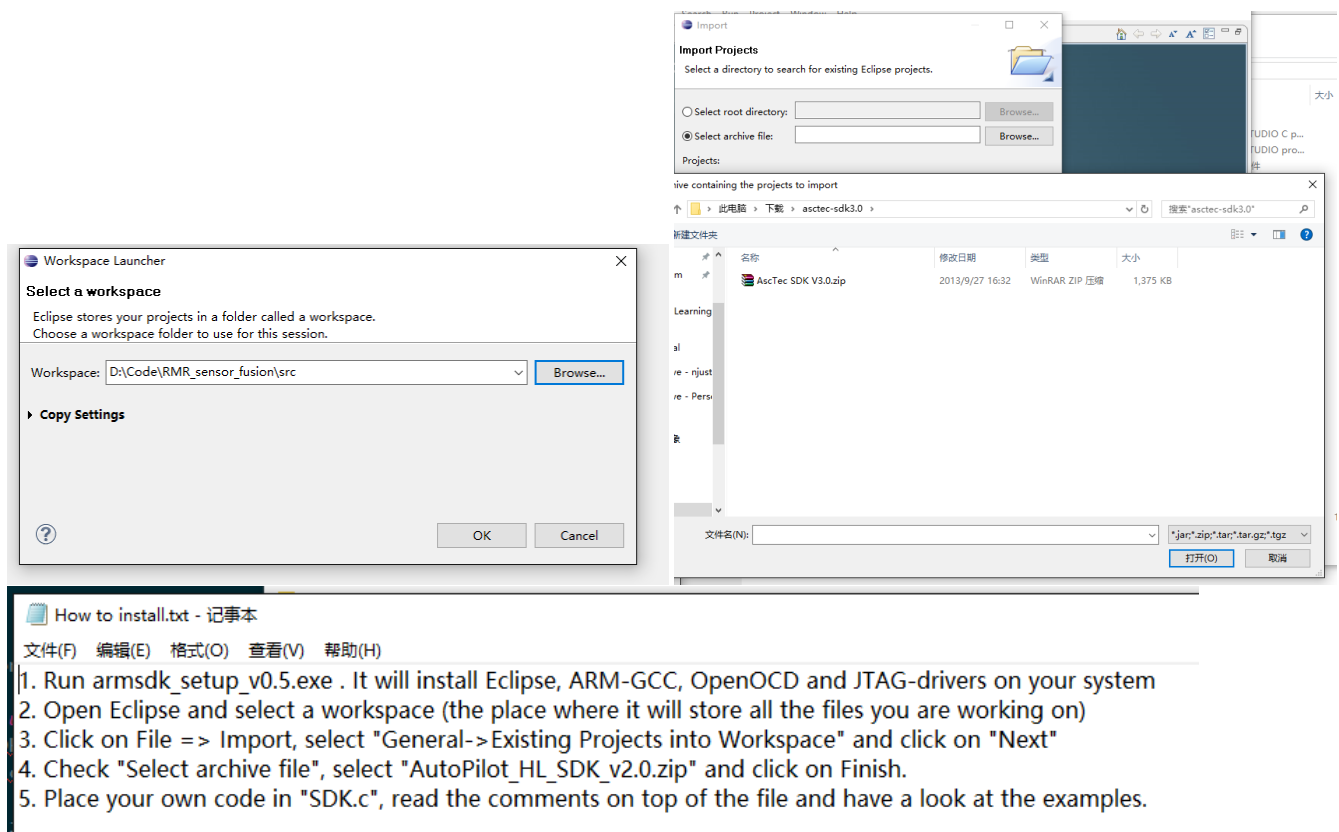 Import
Import Projects
Select a directory to search for existing Eclipse projects.
Select root directory:
Browse...
Select archive file:
Browse...
Projects:
大小
TUDIO C p...
TUDIO pro...
件
hive containing the projects to import
此电脑 › 下载 › asctec-sdk3.0 ›
搜索"asctec-sdk3.0"
新建文件夹
名称 修改日期 类型 大小
AscTec SDK V3.0.zip 2013/9/27 16:32 WinRAR ZIP 压缩 1,375 KB
m
Learning
al
ve - njust
ve - Pers
象
文件名(N):
*.jar;*.zip;*.tar;*.tar.gz;*.tgz
打开(O)
取消
Workspace Launcher
Select a workspace
Eclipse stores your projects in a folder called a workspace.
Choose a workspace folder to use for this session.
Workspace: D:\Code\RMR_sensor_fusion\src
Browse...
Copy Settings
OK
Cancel
How to install.txt - 记事本
文件(F) 编辑(E) 格式(O) 查看(V) 帮助(H)
1. Run armsdk_setup_v0.5.exe . It will install Eclipse, ARM-GCC, OpenOCD and JTAG-drivers on your system
2. Open Eclipse and select a workspace (the place where it will store all the files you are working on)
3. Click on File => Import, select "General->Existing Projects into Workspace" and click on "Next"
4. Check "Select archive file", select "AutoPilot_HL_SDK_v2.0.zip" and click on Finish.
5. Place your own code in "SDK.c", read the comments on top of the file and have a look at the examples.